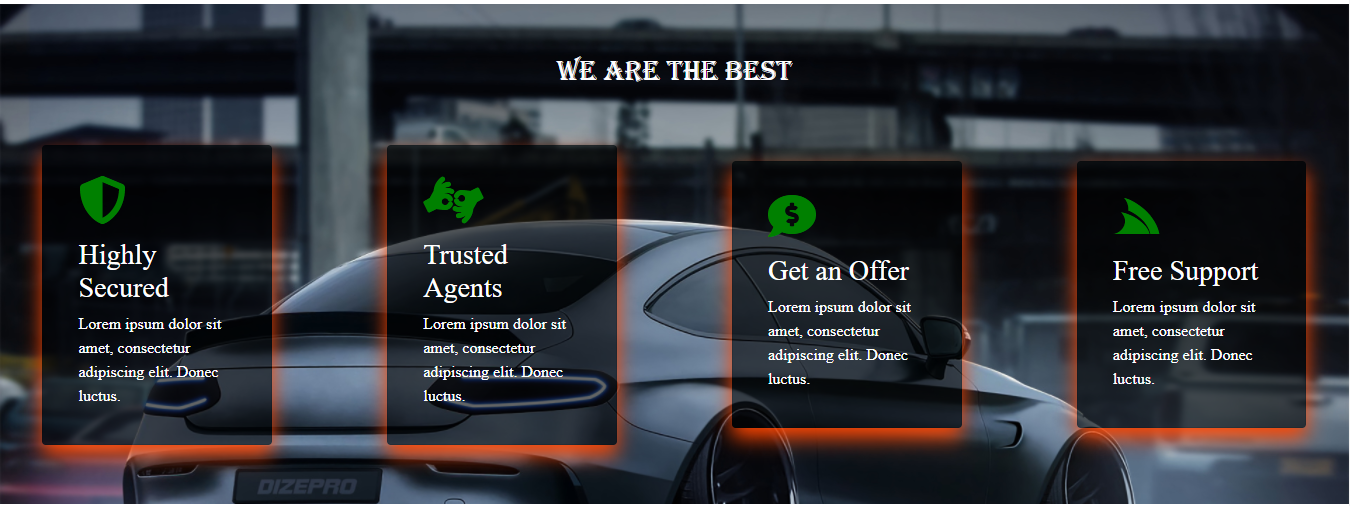 WE ARE THE BEST
Highly
Secured
Lorem ipsum dolor sit
amet, consectetur
adipiscing elit. Donec
luctus.
Trusted
Agents
Lorem ipsum dolor sit
amet, consectetur
adipiscing elit. Donec
luctus.
$
Get an Offer
Lorem ipsum dolor sit
amet, consectetur
adipiscing elit. Donec
luctus.
Free Support
Lorem ipsum dolor sit
amet, consectetur
adipiscing elit. Donec
luctus.
DIZEPRO